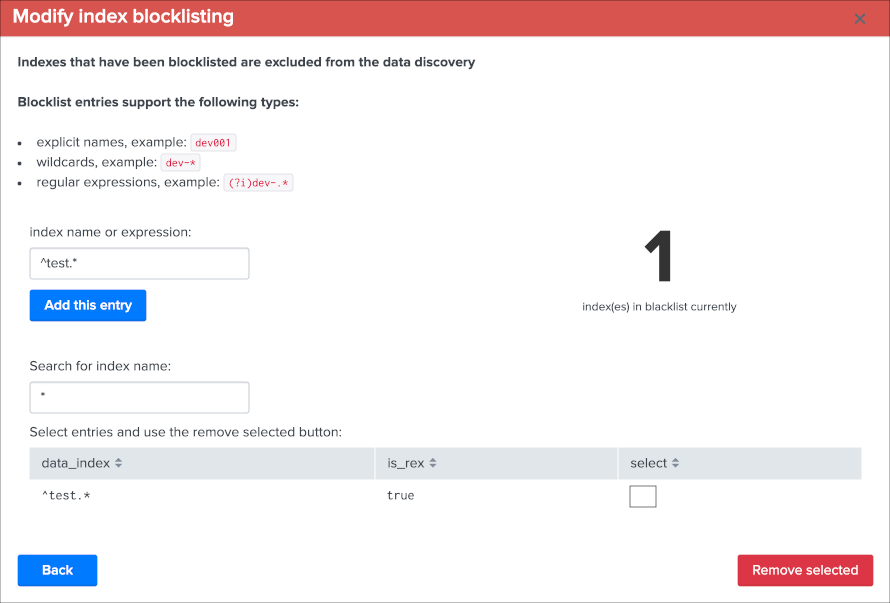 Modify index blocklisting
Indexes that have been blocklisted are excluded from the data discovery
Blocklist entries support the following types:
explicit names, example: dev001
wildcards, example: dev-*
regular expressions, example: (?i)dev-.*
index name or expression:
^test.*
Add this entry
1
index(es) in blacklist currently
Search for index name:
*
Select entries and use the remove selected button:
data_index is_rex select
^test.* true
Back Remove selected